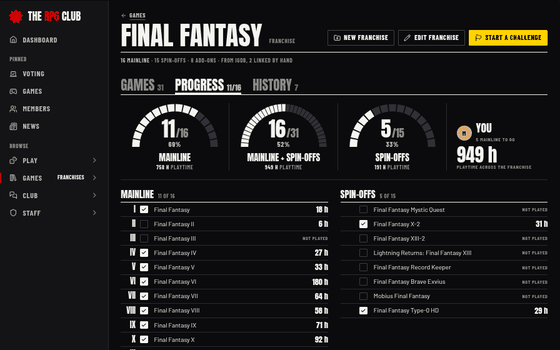 THE RPG CLUB
DASHBOARD
PINNED
VOTING
GAMES
MEMBERS
NEWS
BROWSE
PLAY
GAMES FRANCHISES
CLUB
STAFF
← GAMES
FINAL FANTASY FRANCHISE
NEW FRANCHISE
EDIT FRANCHISE
START A CHALLENGE
16 MAINLINE · 15 SPIN-OFFS · 8 ADD-ONS · FROM IGDB, 2 LINKED BY HAND
GAMES 31 PROGRESS 11/16 HISTORY 7
11/16
69%
MAINLINE
758 H PLAYTIME
16/31
52%
MAINLINE + SPIN-OFFS
949 H PLAYTIME
5/15
33%
SPIN-OFFS
191 H PLAYTIME
YOU
5 MAINLINE TO GO
949 h
PLAYTIME ACROSS THE FRANCHISE
MAINLINE 11 OF 16
I Final Fantasy 18 h
II Final Fantasy II 6 h
III Final Fantasy III NOT PLAYED
IV Final Fantasy IV 27 h
V Final Fantasy V 33 h
VI Final Fantasy VI 180 h
VII Final Fantasy VII 64 h
VIII Final Fantasy VIII 58 h
IX Final Fantasy IX 71 h
X Final Fantasy X 92 h
SPIN-OFFS 5 OF 15
Final Fantasy Mystic Quest NOT PLAYED
Final Fantasy X-2 31 h
Final Fantasy XIII-2 NOT PLAYED
Lightning Returns: Final Fantasy XIII NOT PLAYED
Final Fantasy Record Keeper NOT PLAYED
Final Fantasy Brave Exvius NOT PLAYED
Mobius Final Fantasy NOT PLAYED
Final Fantasy Type-0 HD 29 h